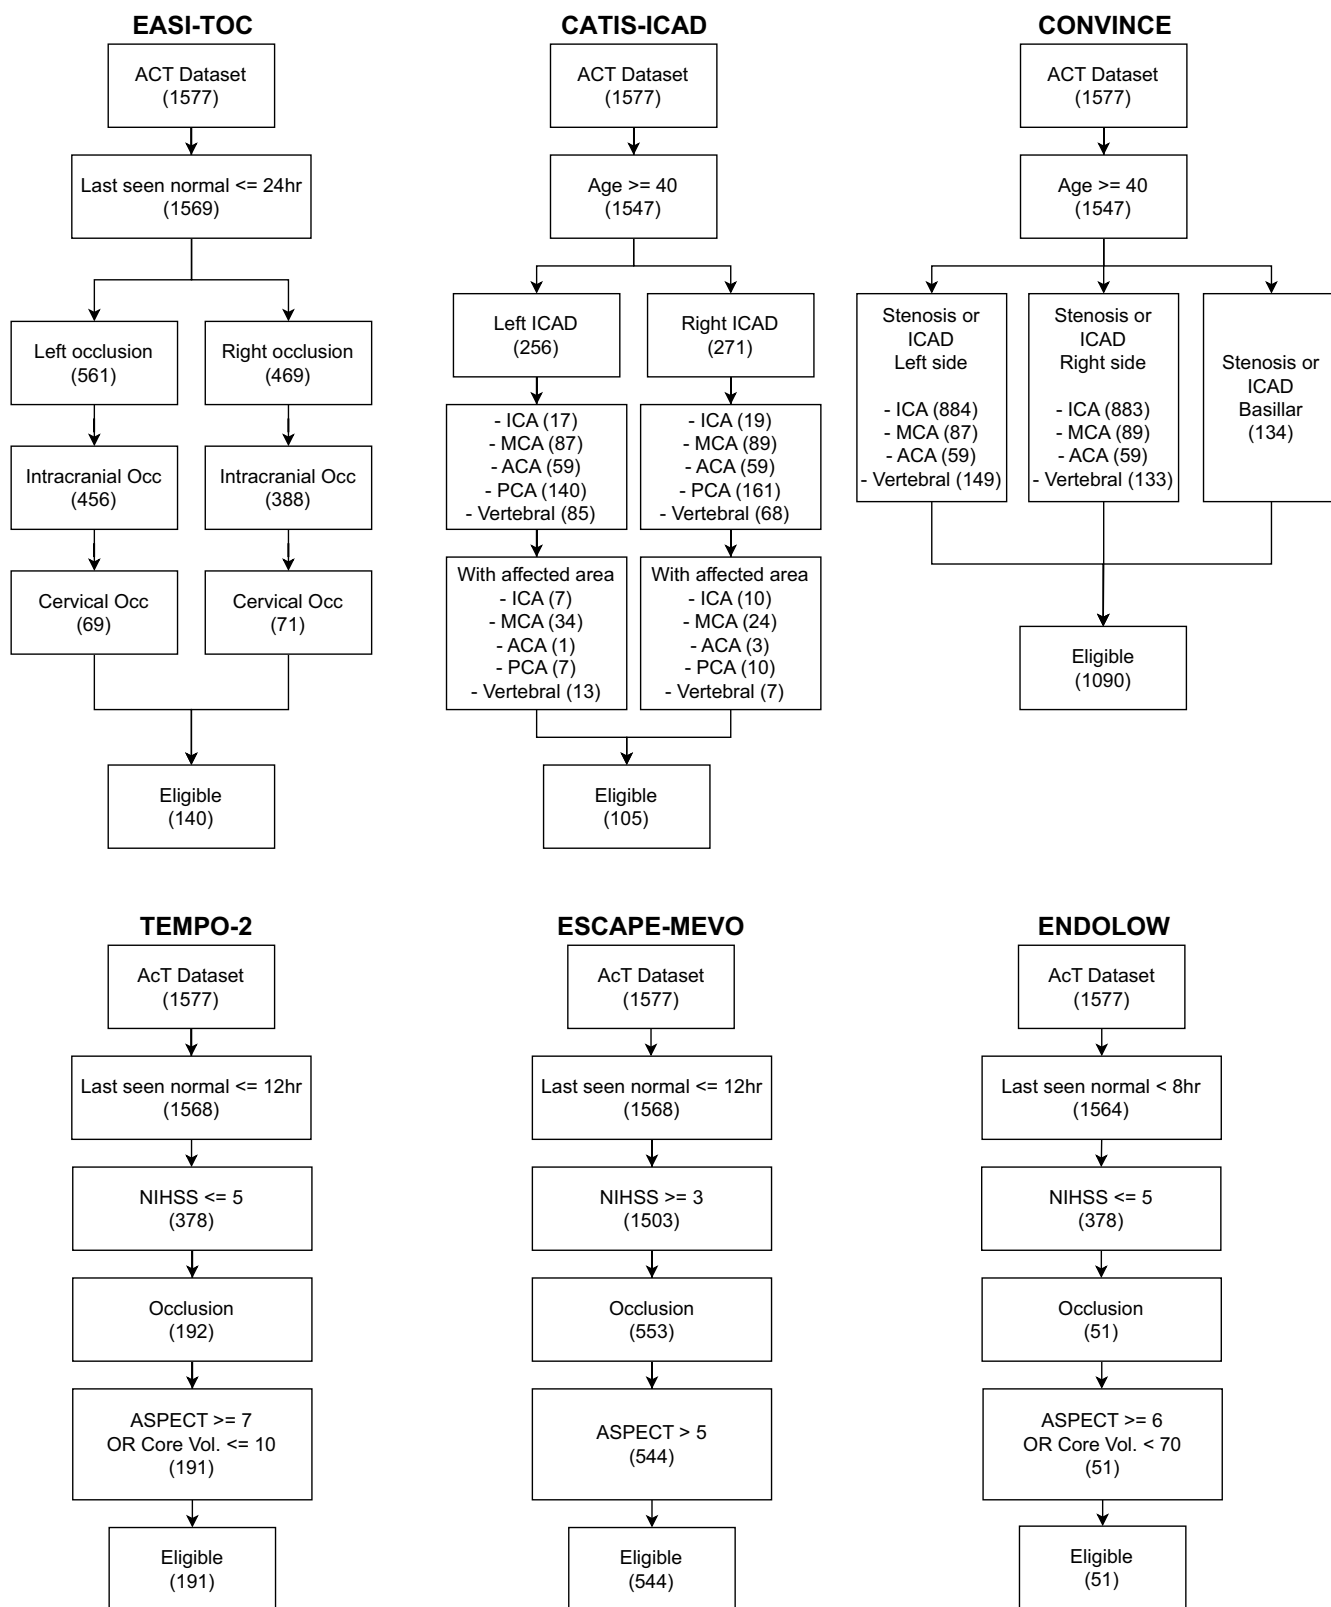 EASI-TOC
ACT Dataset
(1577)
Last seen normal <= 24hr
(1569)
Left occlusion
(561)
Right occlusion
(469)
Intracranial Occ
(456)
Intracranial Occ
(388)
Cervical Occ
(69)
Cervical Occ
(71)
Eligible
(140)
CATIS-ICAD
ACT Dataset
(1577)
Age >= 40
(1547)
Left ICAD
(256)
Right ICAD
(271)
- ICA (17)
- MCA (87)
- ACA (59)
- PCA (140)
- Vertebral (85)
- ICA (19)
- MCA (89)
- ACA (59)
- PCA (161)
- Vertebral (68)
With affected area
- ICA (7)
- MCA (34)
- ACA (1)
- PCA (7)
- Vertebral (13)
With affected area
- ICA (10)
- MCA (24)
- ACA (3)
- PCA (10)
- Vertebral (7)
Eligible
(105)
CONVINCE
ACT Dataset
(1577)
Age >= 40
(1547)
Stenosis or
ICAD
Left side
- ICA (884)
- MCA (87)
- ACA (59)
- Vertebral (149)
Stenosis or
ICAD
Right side
- ICA (883)
- MCA (89)
- ACA (59)
- Vertebral (133)
Stenosis or
ICAD
Basillar
(134)
Eligible
(1090)
TEMPO-2
AcT Dataset
(1577)
Last seen normal <= 12hr
(1568)
NIHSS <= 5
(378)
Occlusion
(192)
ASPECT >= 7
OR Core Vol. <= 10
(191)
Eligible
(191)
ESCAPE-MEVO
AcT Dataset
(1577)
Last seen normal <= 12hr
(1568)
NIHSS >= 3
(1503)
Occlusion
(553)
ASPECT > 5
(544)
Eligible
(544)
ENDOLOW
AcT Dataset
(1577)
Last seen normal < 8hr
(1564)
NIHSS <= 5
(378)
Occlusion
(51)
ASPECT >= 6
OR Core Vol. < 70
(51)
Eligible
(51)